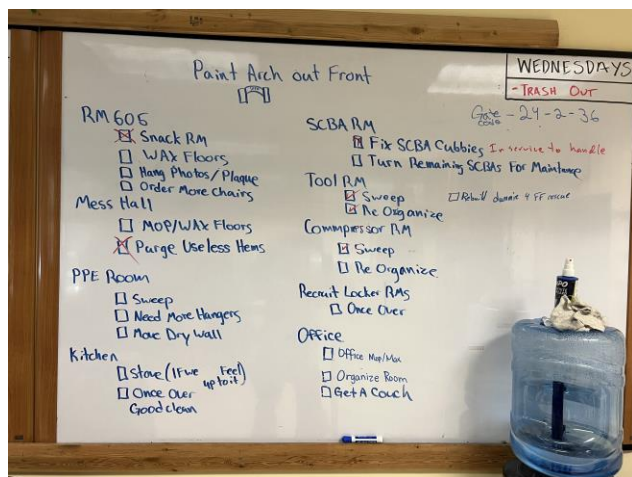 Paint Arch out Front
WEDNESDAYS
- TRASH OUT
Gate code - 24-2-36
RM 605
Snack RM
WAX Floors
Hang Photos/Plaque
Order More Chairs
Mess Hall
MOP/WAX Floors
Purge Useless Items
PPE Room
Sweep
Need More Hangers
Move Dry Wall
Kitchen
Stove (If we Feel
up to it)
Once Over
Good clean
SCBA RM
Fix SCBA Cubbies In service to handle
Turn Remaining SCBAs For
Tool RM
Sweep
Re Organize
Rebuild dummie 4 FF rescue
Commpressor RM
Sweep
Re Organize
Recruit Locker RMs
Once Over
Office
Office Mop/Wax
Organize Room
Get A Couch
EXPO